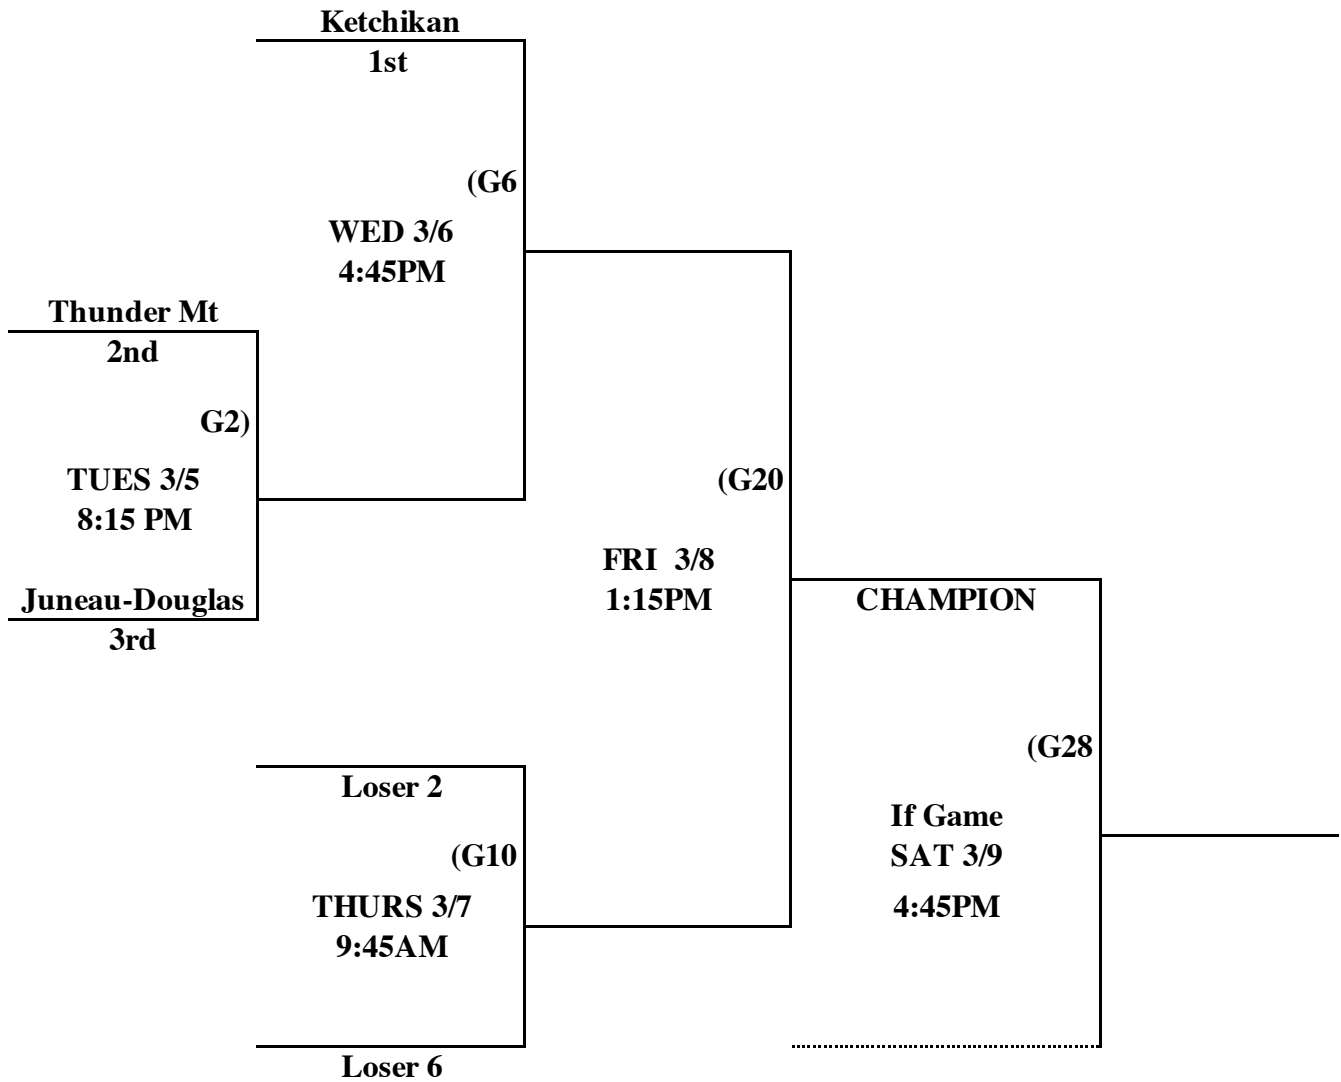 Ketchikan
1st
(G6
WED 3/6
4:45PM
Thunder Mt
2nd
G2)
TUES 3/5
8:15 PM
Juneau-Douglas
3rd
(G20
FRI 3/8
1:15PM
CHAMPION
(G28
If Game
SAT 3/9
4:45PM
Loser 2
(G10
THURS 3/7
9:45AM
Loser 6